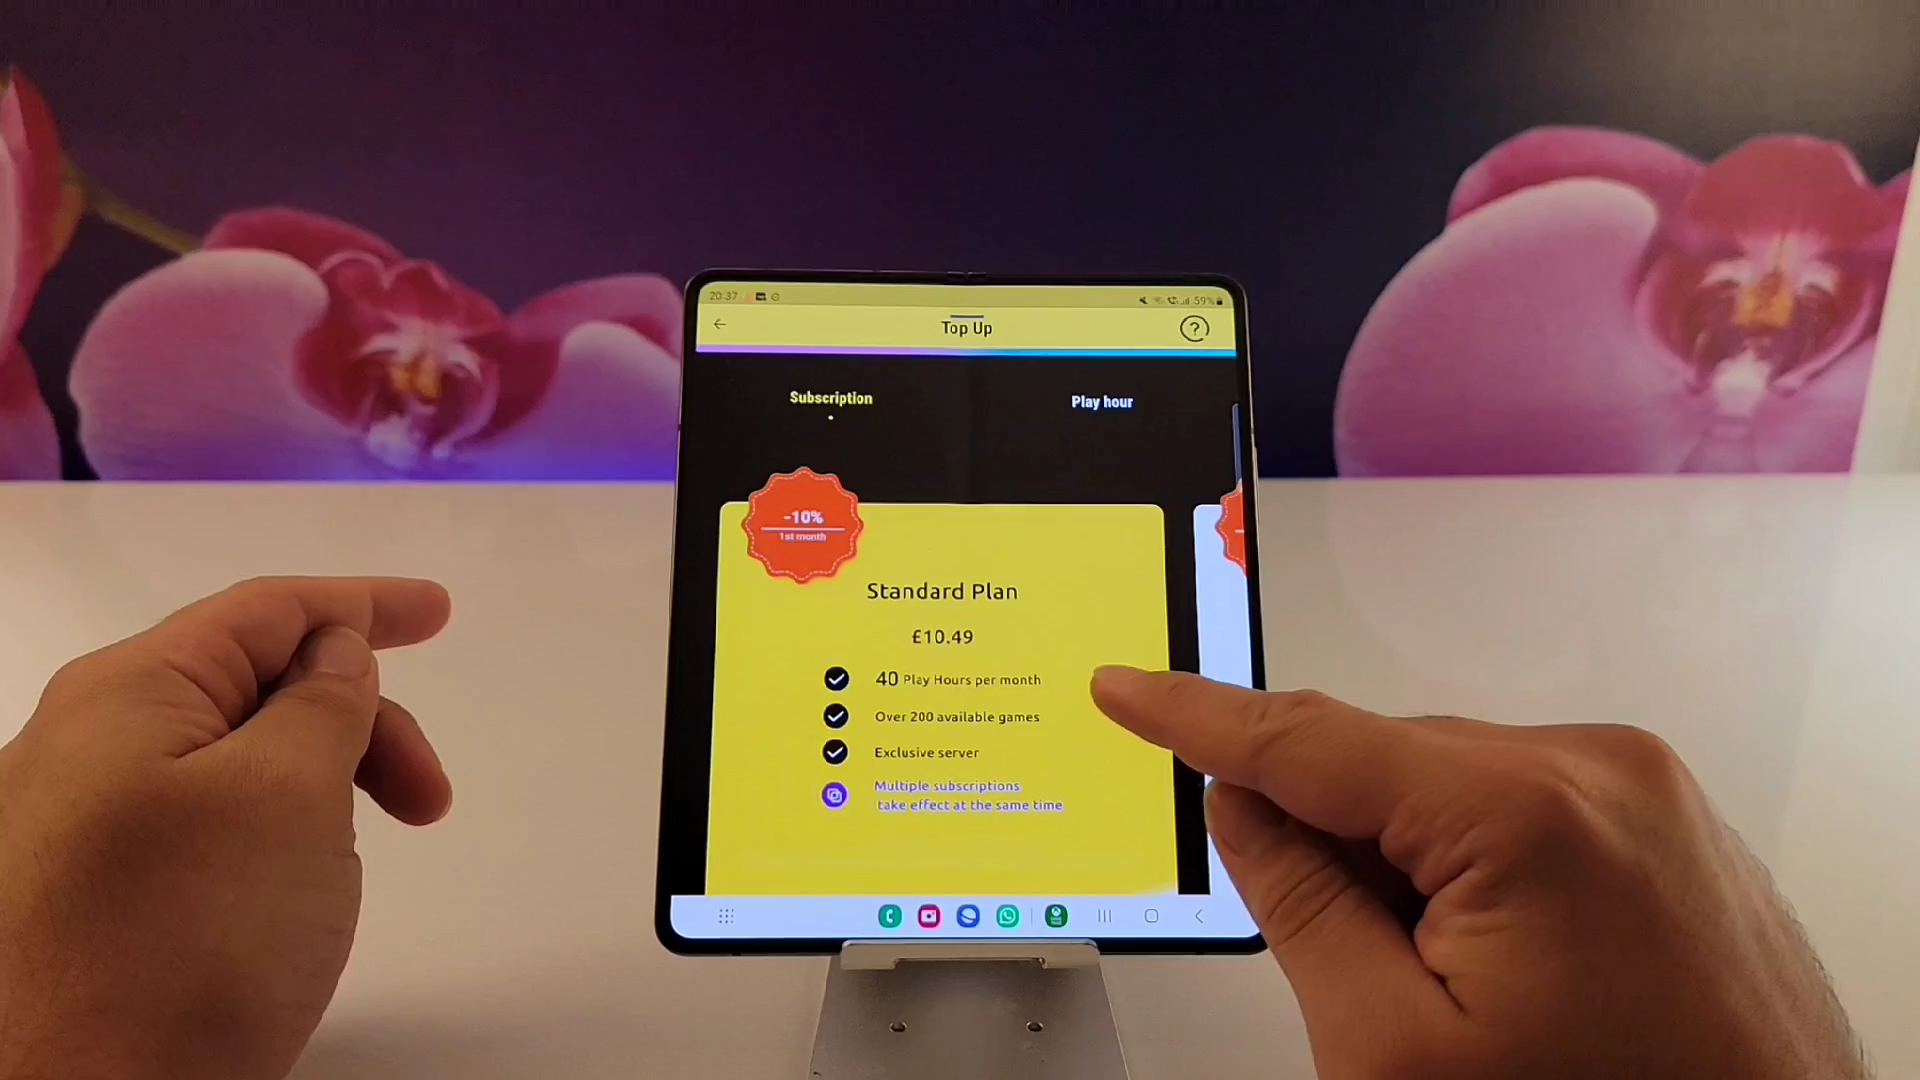 20:37
59%
Top Up
?
Subscription
Play hour
-10%
1st month
Standard Plan
£10.49
40 Play Hours per month
Over 200 available games
Exclusive server
Multiple subscriptions
take effect at the same time